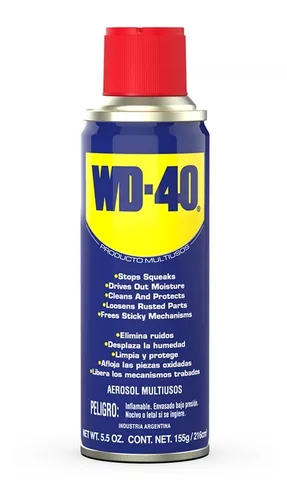 WD-40®
PRODUCTO MULTIUSOS
•Stops Squeaks
•Drives Out Moisture
•Cleans And Protects
•Loosens Rusted Parts
•Frees Sticky Mechanisms
•Elimina ruidos
•Desplaza la humedad
•Limpia y protege
•Afloja las piezas oxidadas
•Libera los mecanismos trabados
AEROSOL MULTIUSOS
PELIGRO: Inflamable. Envasado bajo presión.
Nocivo o letal si se ingiere.
INDUSTRIA ARGENTINA
NET WT. 5.5 OZ. CONT. NET. 155g/216cm³